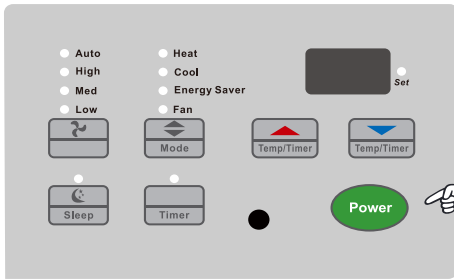 Auto
High
Med
Low
Heat
Cool
Energy Saver
Fan
Set
Mode
Temp/Timer
Temp/Timer
Sleep
Timer
Power